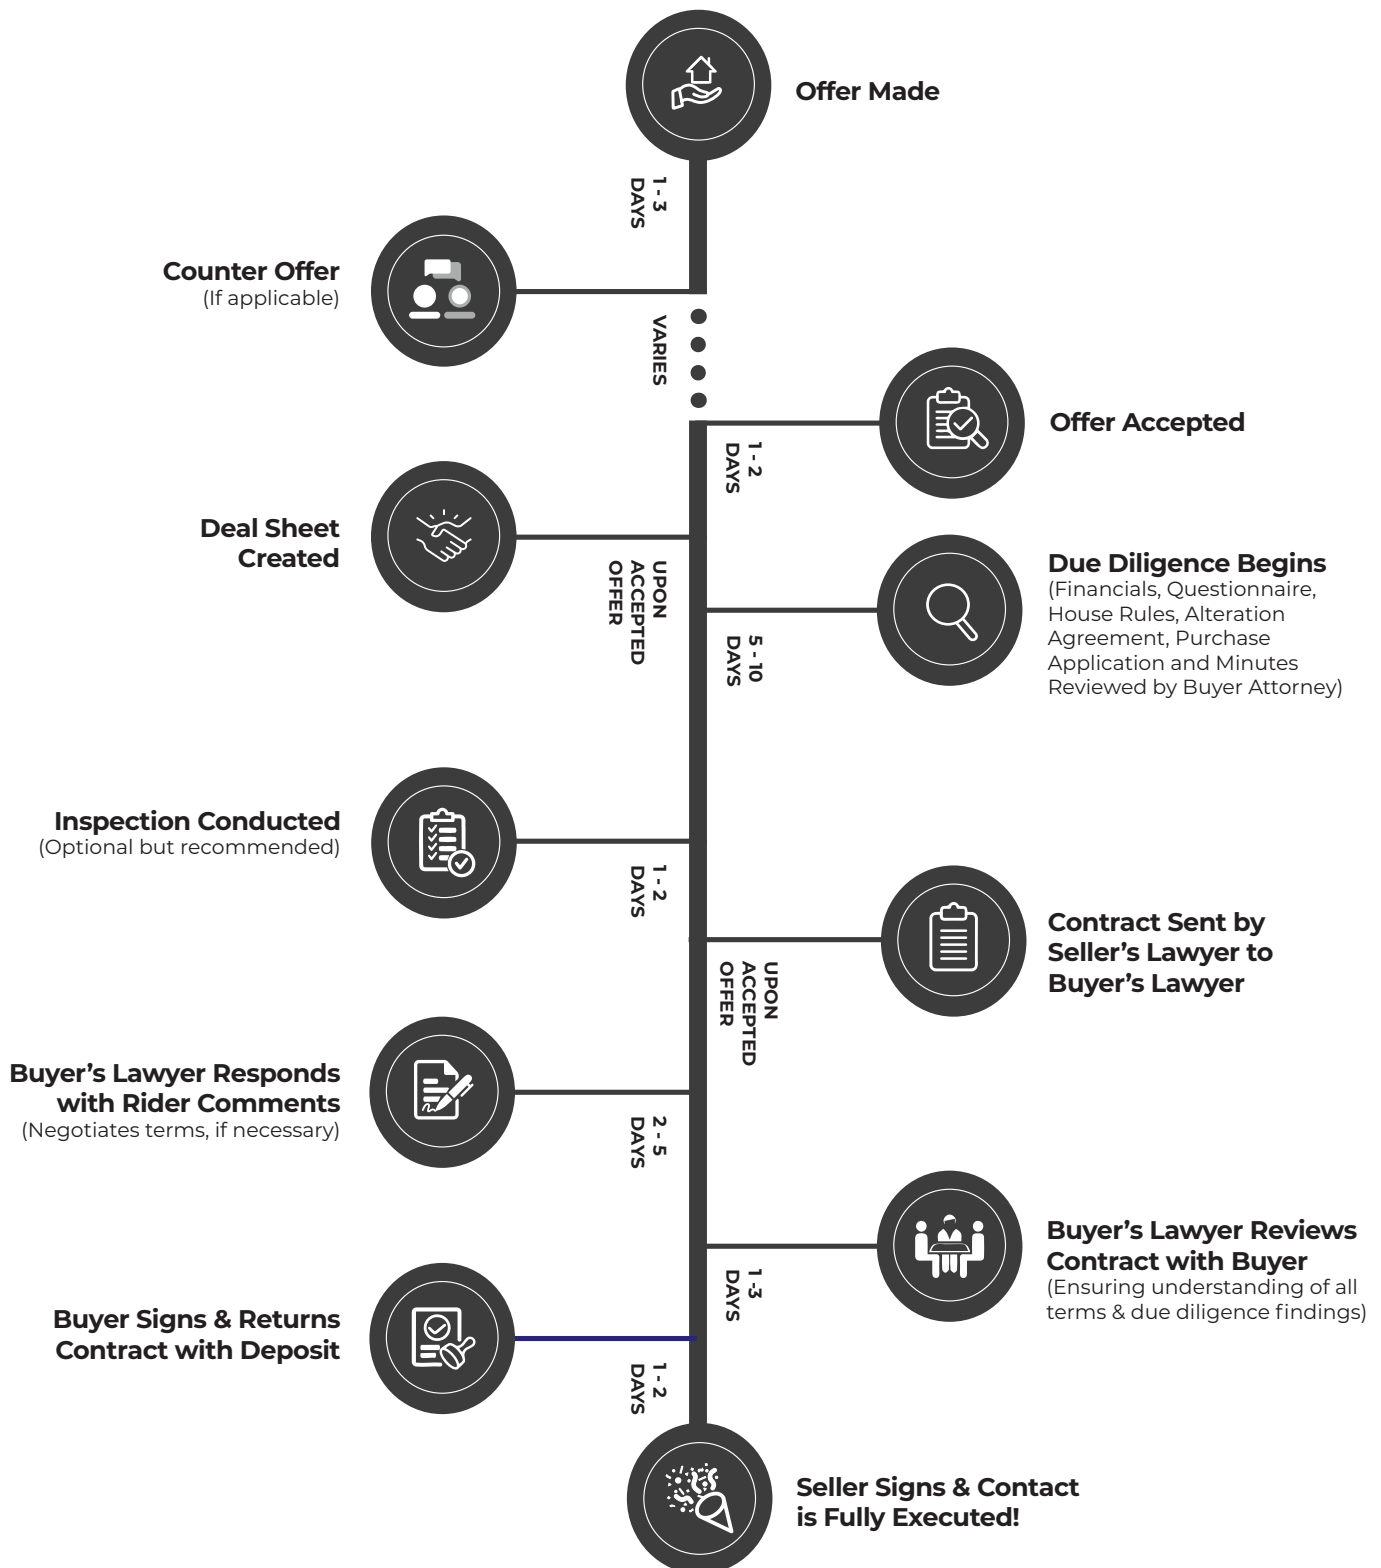 Offer Made
1 - 3
DAYS
Counter Offer
(If applicable)
VARIES
Offer Accepted
1 - 2
DAYS
Deal Sheet
Created
UPON
ACCEPTED
OFFER
Due Diligence Begins
(Financials, Questionnaire,
House Rules, Alteration
Agreement, Purchase
Application and Minutes
Reviewed by Buyer Attorney)
5 - 10
DAYS
Inspection Conducted
(Optional but recommended)
1 - 2
DAYS
Contract Sent by
Seller’s Lawyer to
Buyer’s Lawyer
UPON
ACCEPTED
OFFER
Buyer’s Lawyer Responds
with Rider Comments
(Negotiates terms, if necessary)
2 - 5
DAYS
Buyer’s Lawyer Reviews
Contract with Buyer
(Ensuring understanding of all
terms & due diligence findings)
1 -3
DAYS
Buyer Signs & Returns
Contract with Deposit
1 - 2
DAYS
Seller Signs & Contact
is Fully Executed!